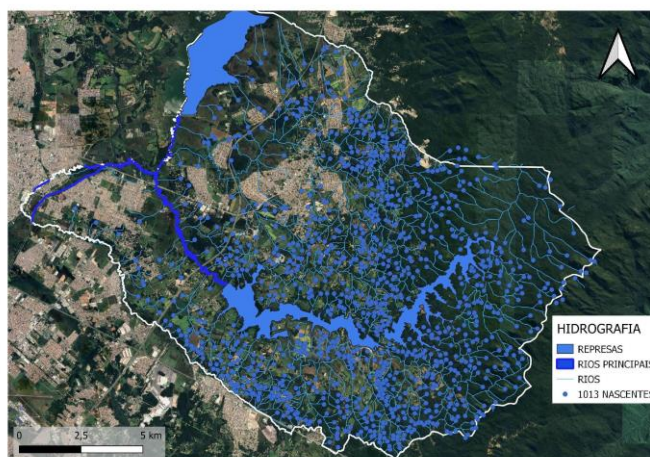 HIDROGRAFIA
REPRESAS
RIOS PRINCIPAIS
RIOS
1013 NASCENTES
0 2,5 5 km